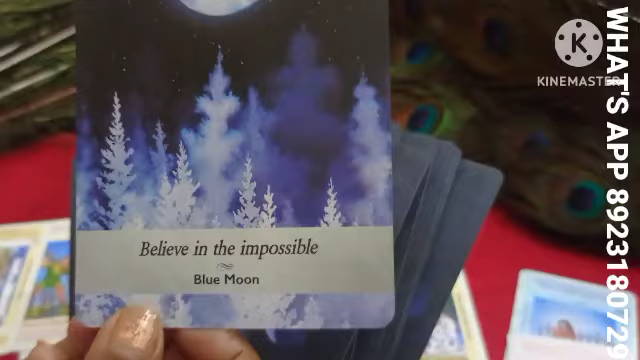 Believe in the impossible
Blue Moon
KINEMASTER
WHAT'S APP 8923180729